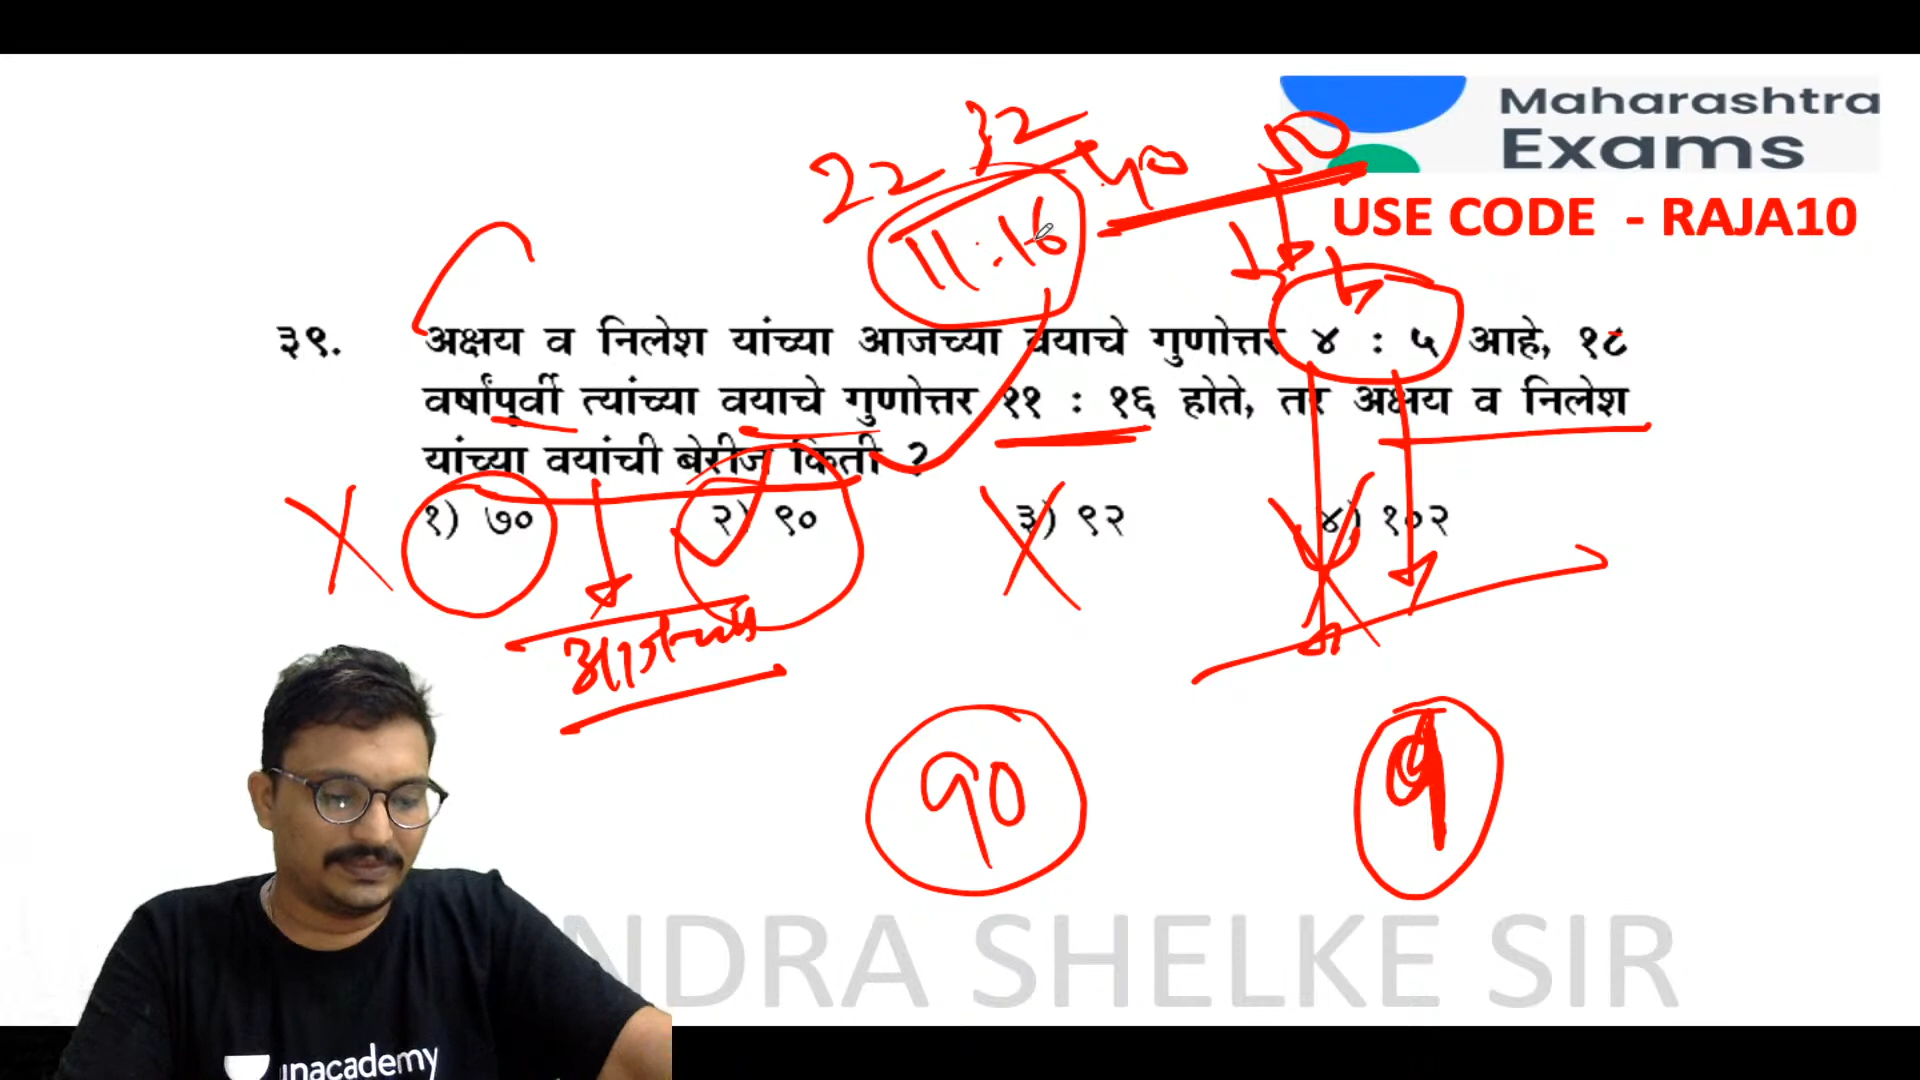 Maharashtra
Exams
USE CODE - RAJA10
22 32
40 50
11:16
३९. अक्षय व निलेश यांच्या आजच्या वयाचे गुणोत्तर ४ : ५ आहे, १८
वर्षांपुर्वी त्यांच्या वयाचे गुणोत्तर ११ : १६ होते, तर अक्षय व निलेश
यांच्या वयांची बेरीज किती ?
१) ७० २) ९० ३) ९२ ४) १०२
आजच्या
90 9
NDRA SHELKE SIR
unacademy